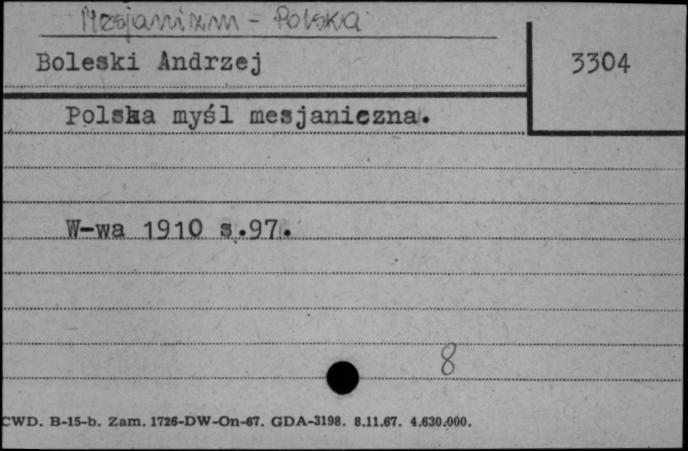 Mesjanizm - Polska
Boleski Andrzej
3304
Polska myśl mesjaniczna.
W-wa 1910 s.97.
8
CWD. B-15-b. Zam. 1726-DW-On-67. GDA-3198. 8.11.67. 4.630.000.